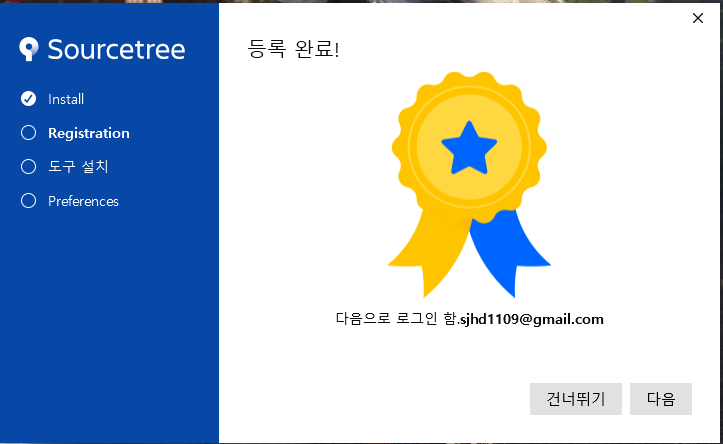 Sourcetree
Install
Registration
도구 설치
Preferences
등록 완료!
다음으로 로그인 함.sjhd1109@gmail.com
건너뛰기
다음